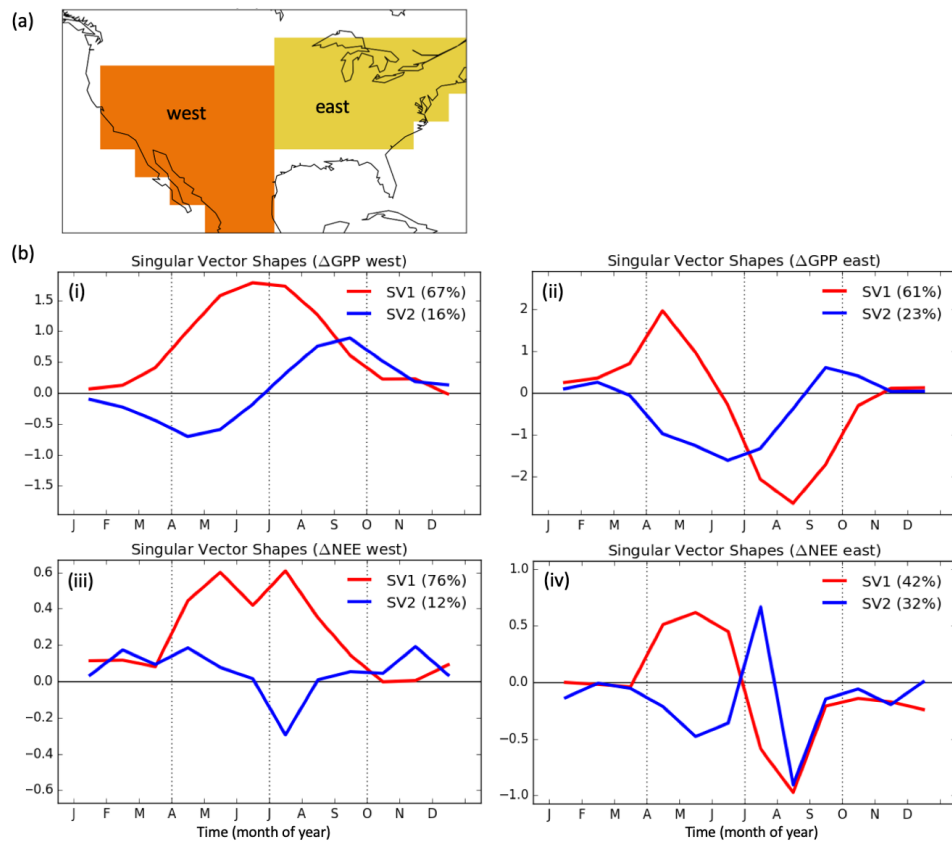 (a)
west
east
(b)
Singular Vector Shapes (ΔGPP west)
(i)
SV1 (67%)
SV2 (16%)
1.5
1.0
0.5
0.0
−0.5
−1.0
−1.5
J F M A M J J A S O N D
Singular Vector Shapes (ΔGPP east)
(ii)
SV1 (61%)
SV2 (23%)
2
1
0
−1
−2
J F M A M J J A S O N D
Singular Vector Shapes (ΔNEE west)
(iii)
SV1 (76%)
SV2 (12%)
0.6
0.4
0.2
0.0
−0.2
−0.4
−0.6
J F M A M J J A S O N D
Time (month of year)
Singular Vector Shapes (ΔNEE east)
(iv)
SV1 (42%)
SV2 (32%)
1.0
0.5
0.0
−0.5
−1.0
J F M A M J J A S O N D
Time (month of year)